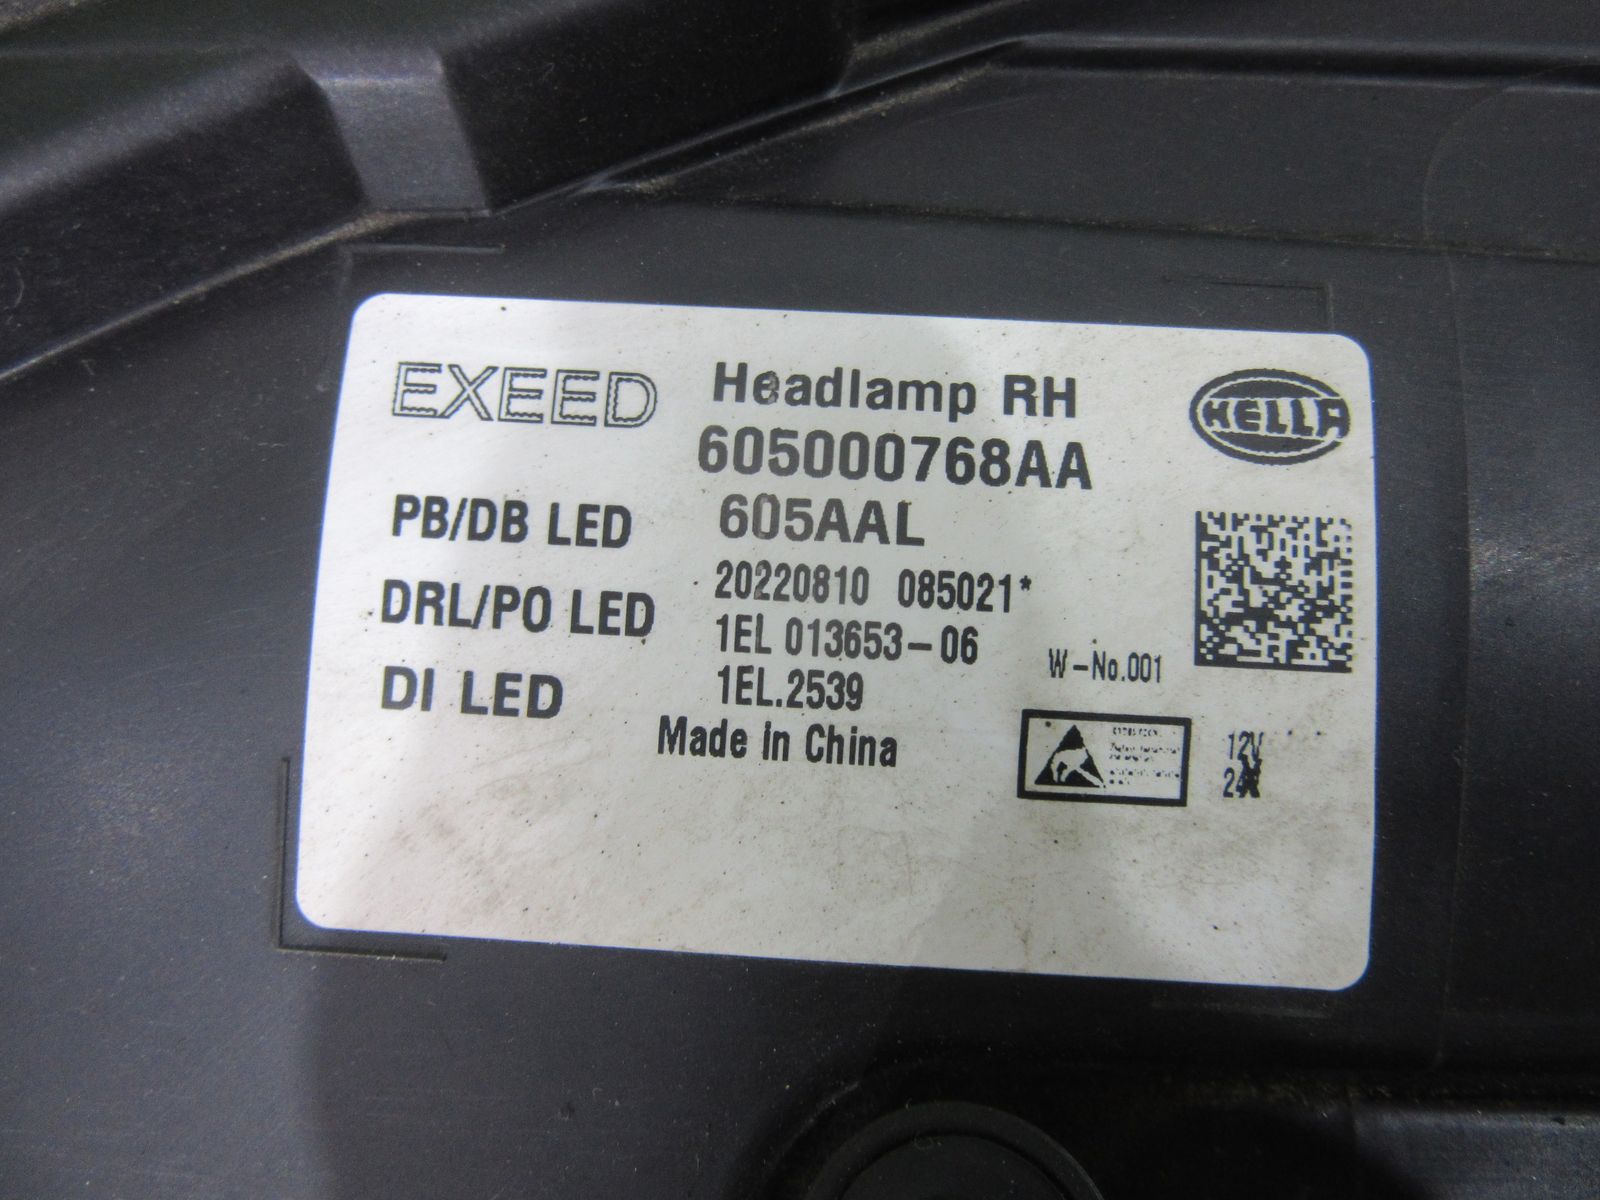 EXEED
Headlamp RH
HELLA
605000768AA
PB/DB LED
605AAL
20220810 085021*
DRL/PO LED
1EL 013653-06
W-No.001
DI LED
1EL.2539
Made in China
12V